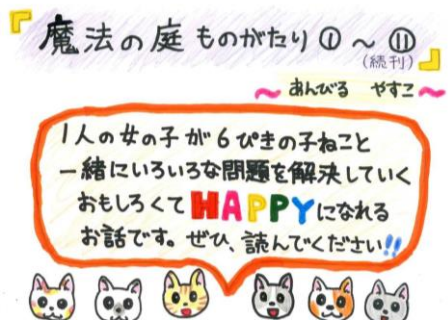 『魔法の庭ものがたり①～⑪』
(続刊)
～あんびる やすこ～
1人の女の子が6ぴきの子ねこと
一緒にいろいろな問題を解決していく
おもしろくてHAPPYになれる
お話です。ぜひ、読んでください!!